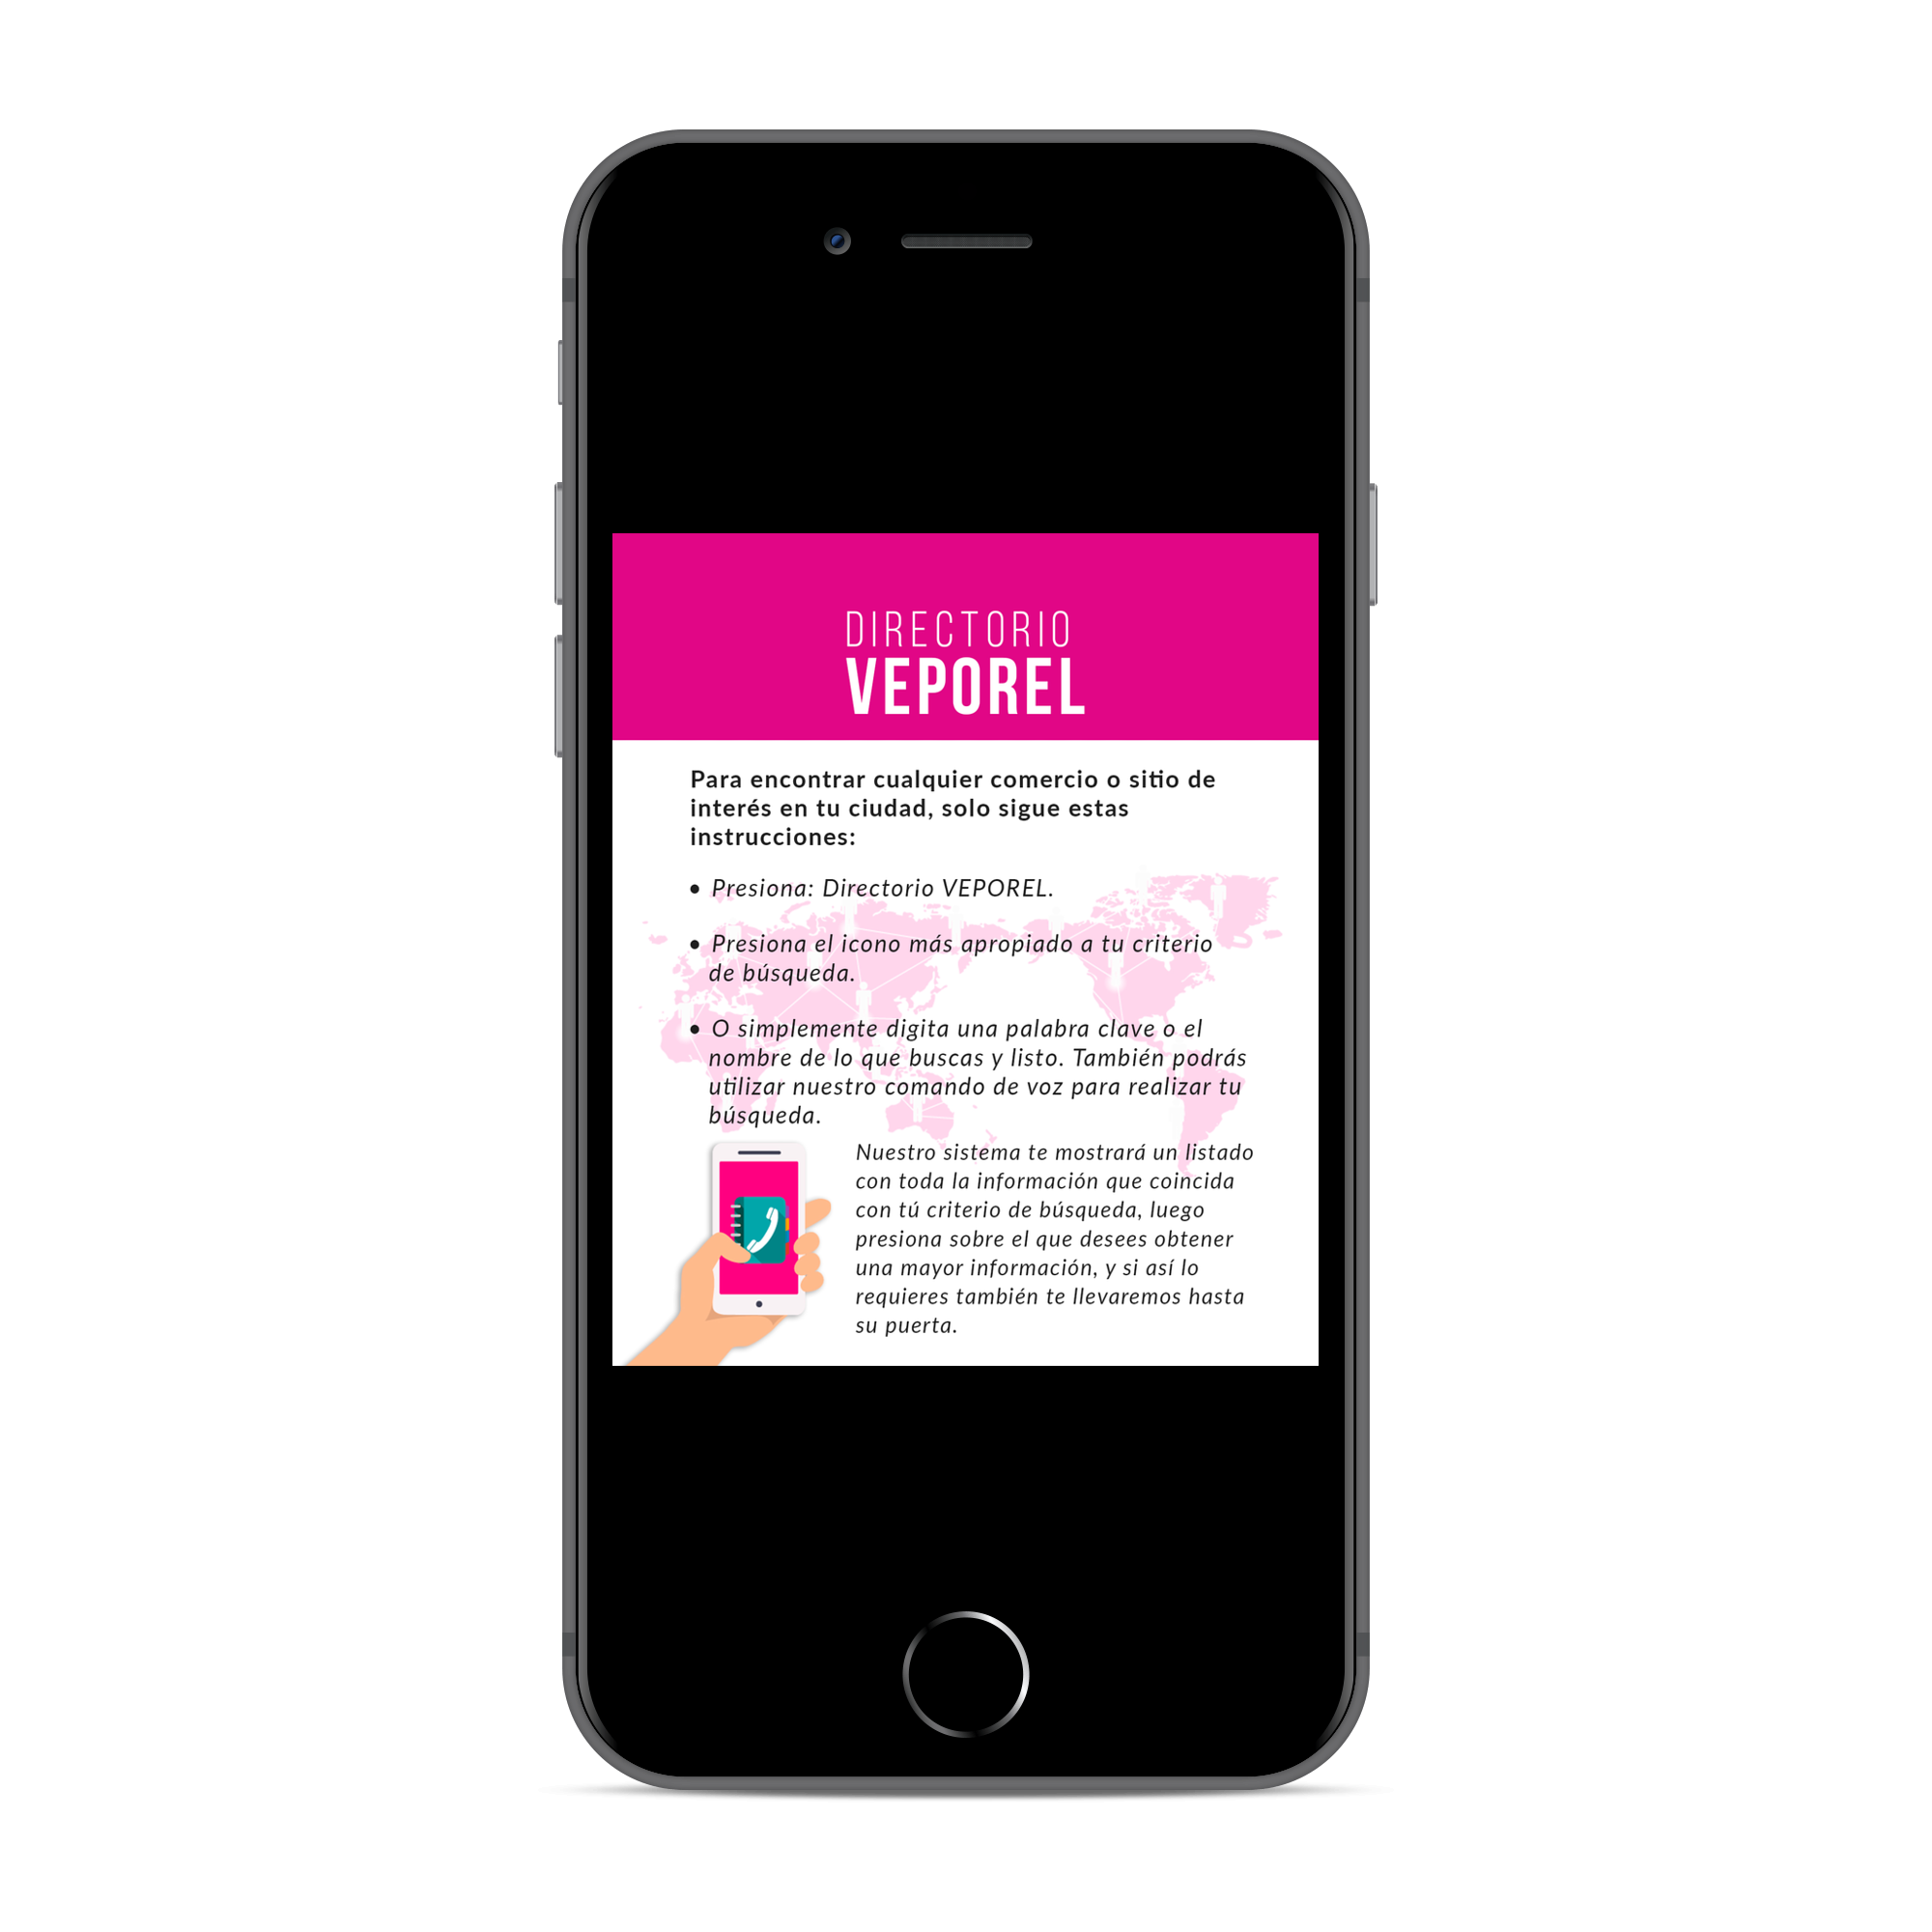 DIRECTORIO
VEPOREL
Para encontrar cualquier comercio o sitio de
interés en tu ciudad, solo sigue estas
instrucciones:
• Presiona: Directorio VEPOREL.
• Presiona el icono más apropiado a tu criterio
de búsqueda.
• O simplemente digita una palabra clave o el
nombre de lo que buscas y listo. También podrás
utilizar nuestro comando de voz para realizar tu
búsqueda.
Nuestro sistema te mostrará un listado
con toda la información que coincida
con tú criterio de búsqueda, luego
presiona sobre el que desees obtener
una mayor información, y si así lo
requieres también te llevaremos hasta
su puerta.